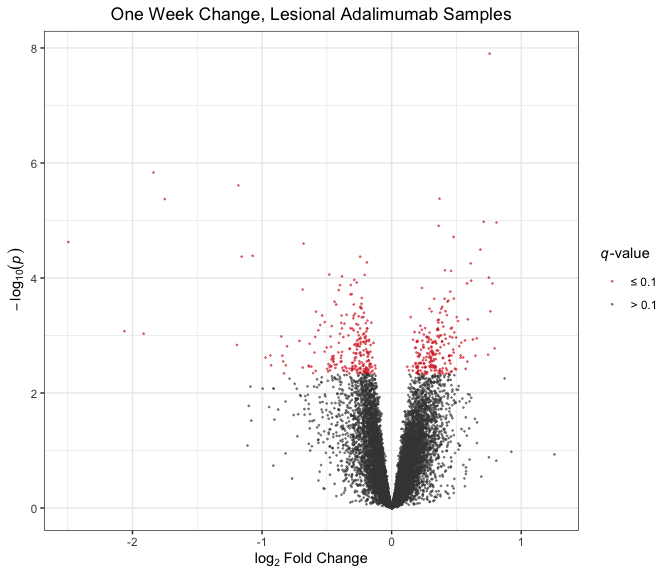 One Week Change, Lesional Adalimumab Samples
8
6
4
2
0
-2
-1
0
1
−log₁₀(p)
log₂ Fold Change
q-value
≤ 0.1
> 0.1